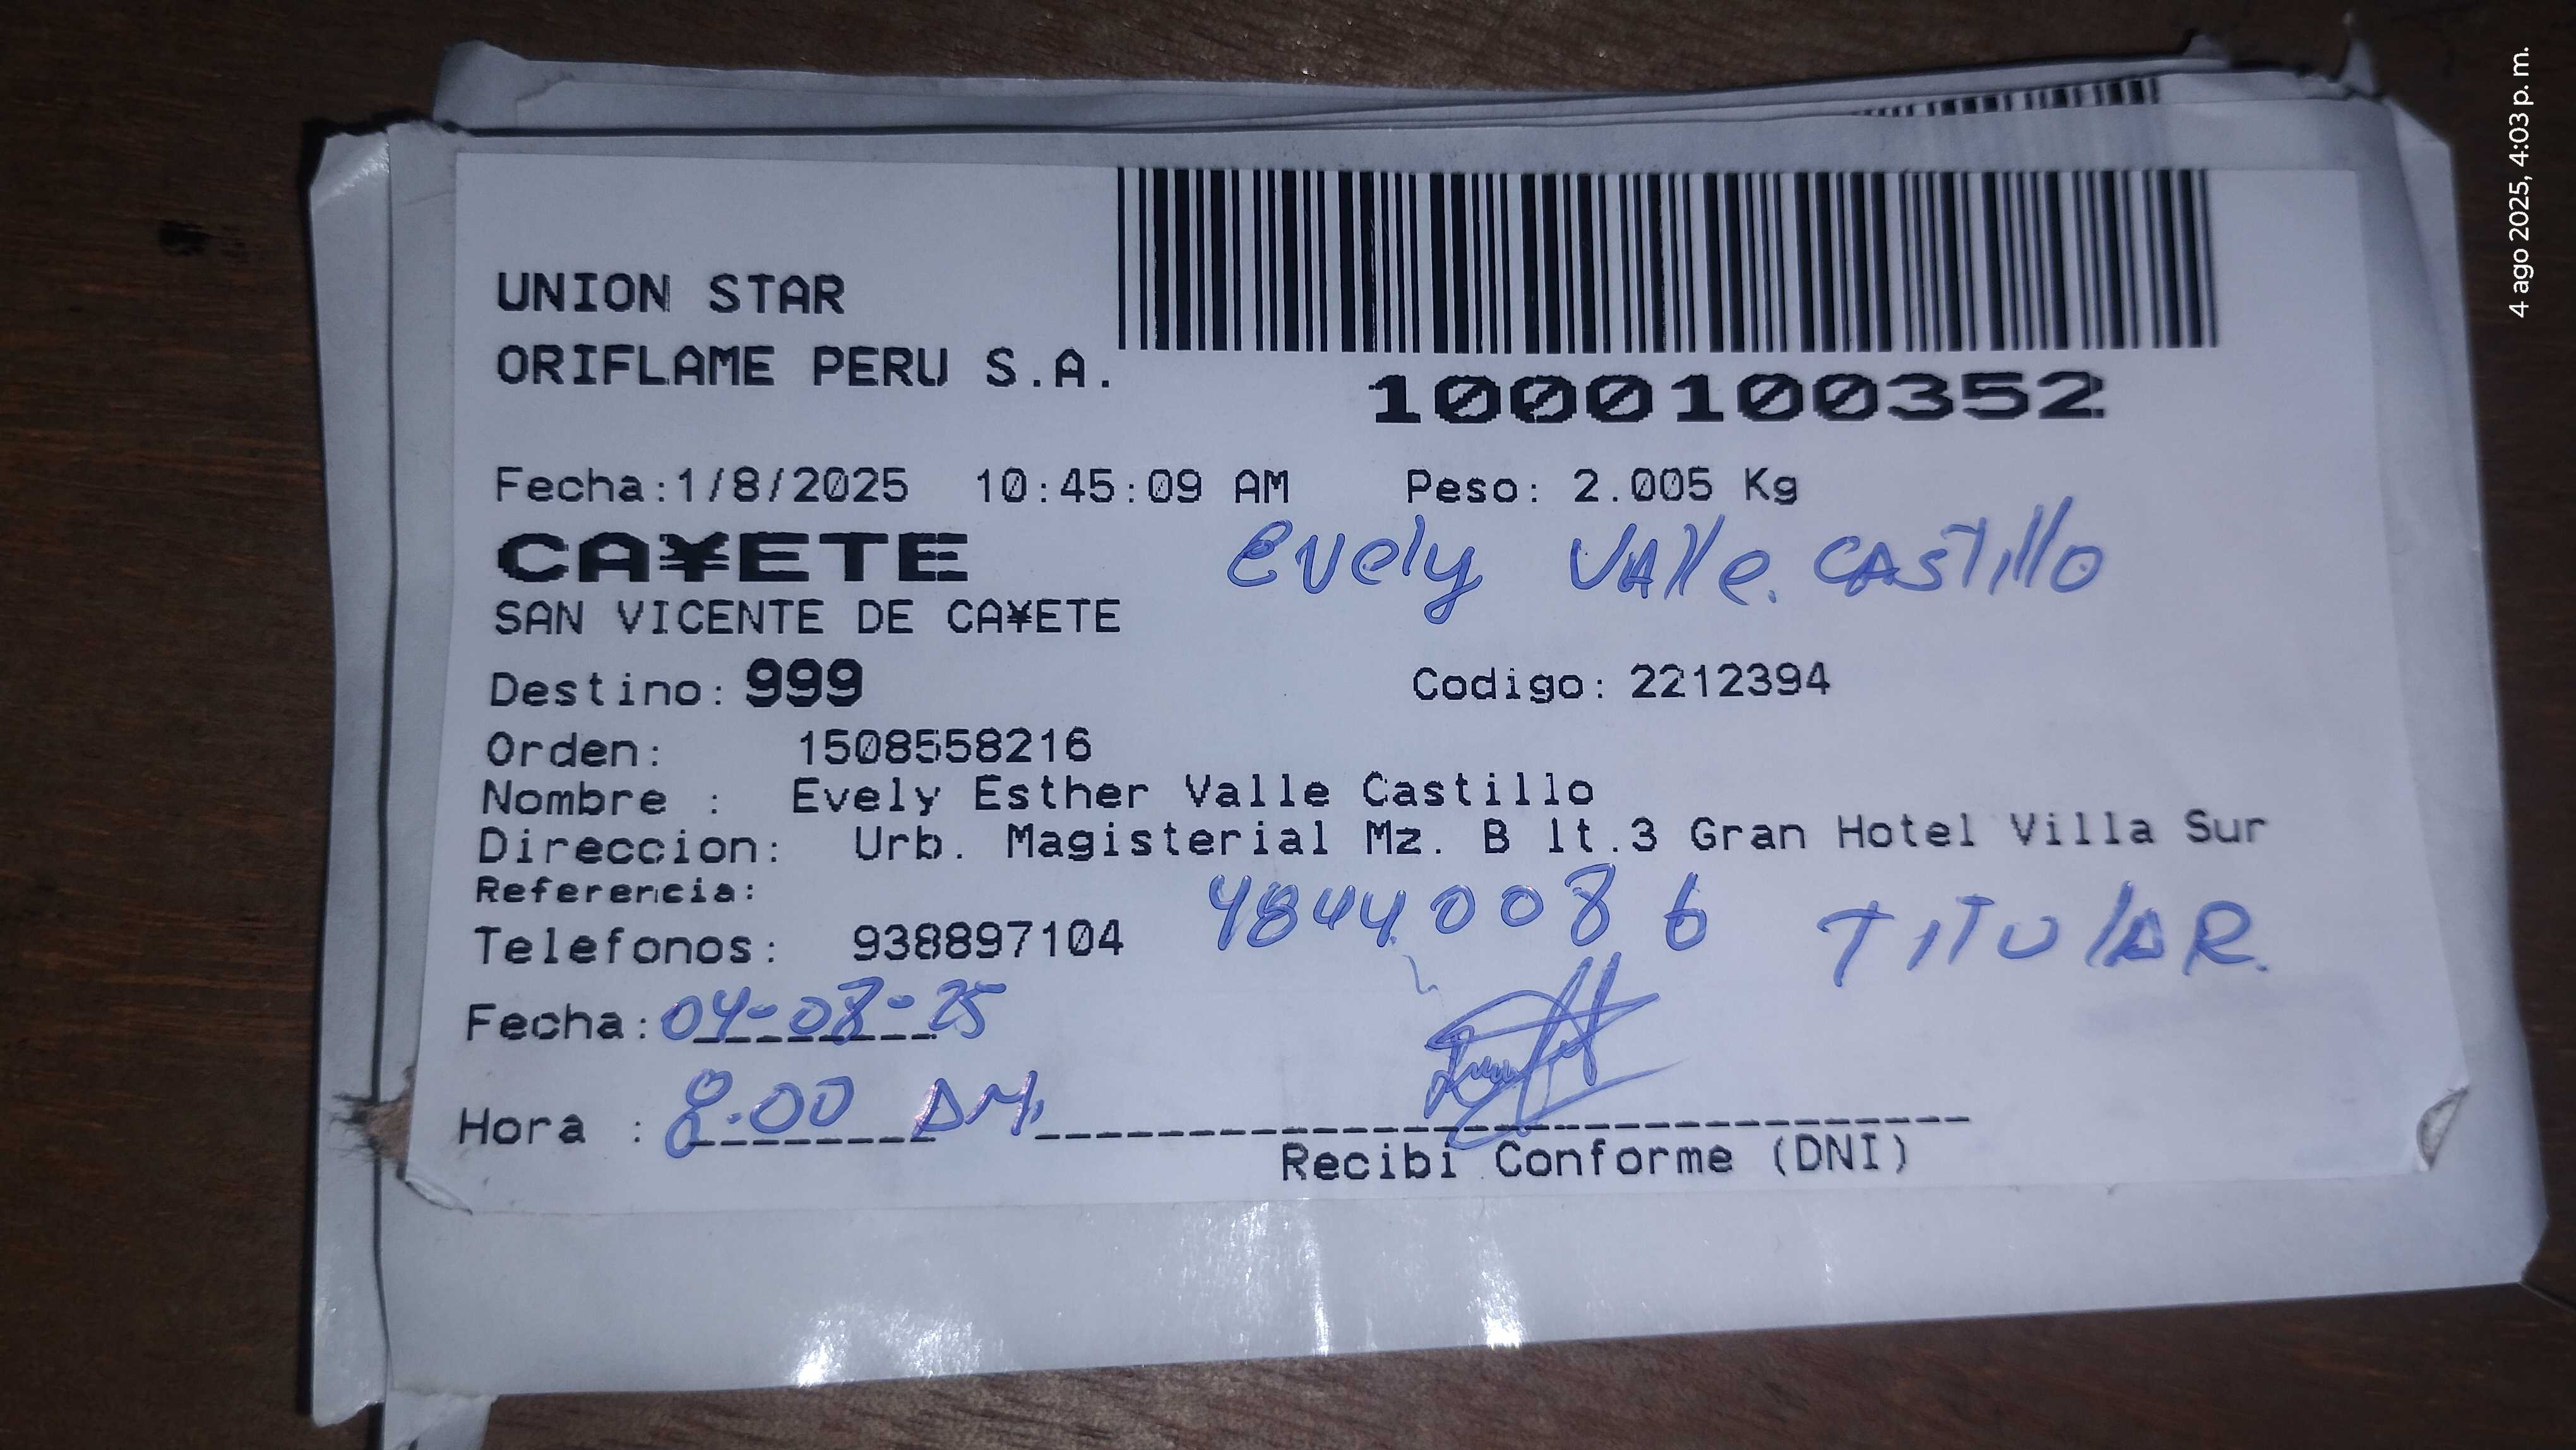 UNION STAR
ORIFLAME PERU S.A.
1000100352
Fecha:1/8/2025 10:45:09 AM Peso: 2.005 Kg
CA¥ETE Evely Valle. Castillo
SAN VICENTE DE CA¥ETE
Destino: 999 Codigo: 2212394
Orden: 1508558216
Nombre : Evely Esther Valle Castillo
Direccion: Urb. Magisterial Mz. B lt.3 Gran Hotel Villa Sur
Referencia:
Telefonos: 938897104 48440086 TITULAR.
Fecha: 04-08-25
Hora : 8.00 AM.
Recibi Conforme (DNI)
4 ago 2025, 4:03 p. m.